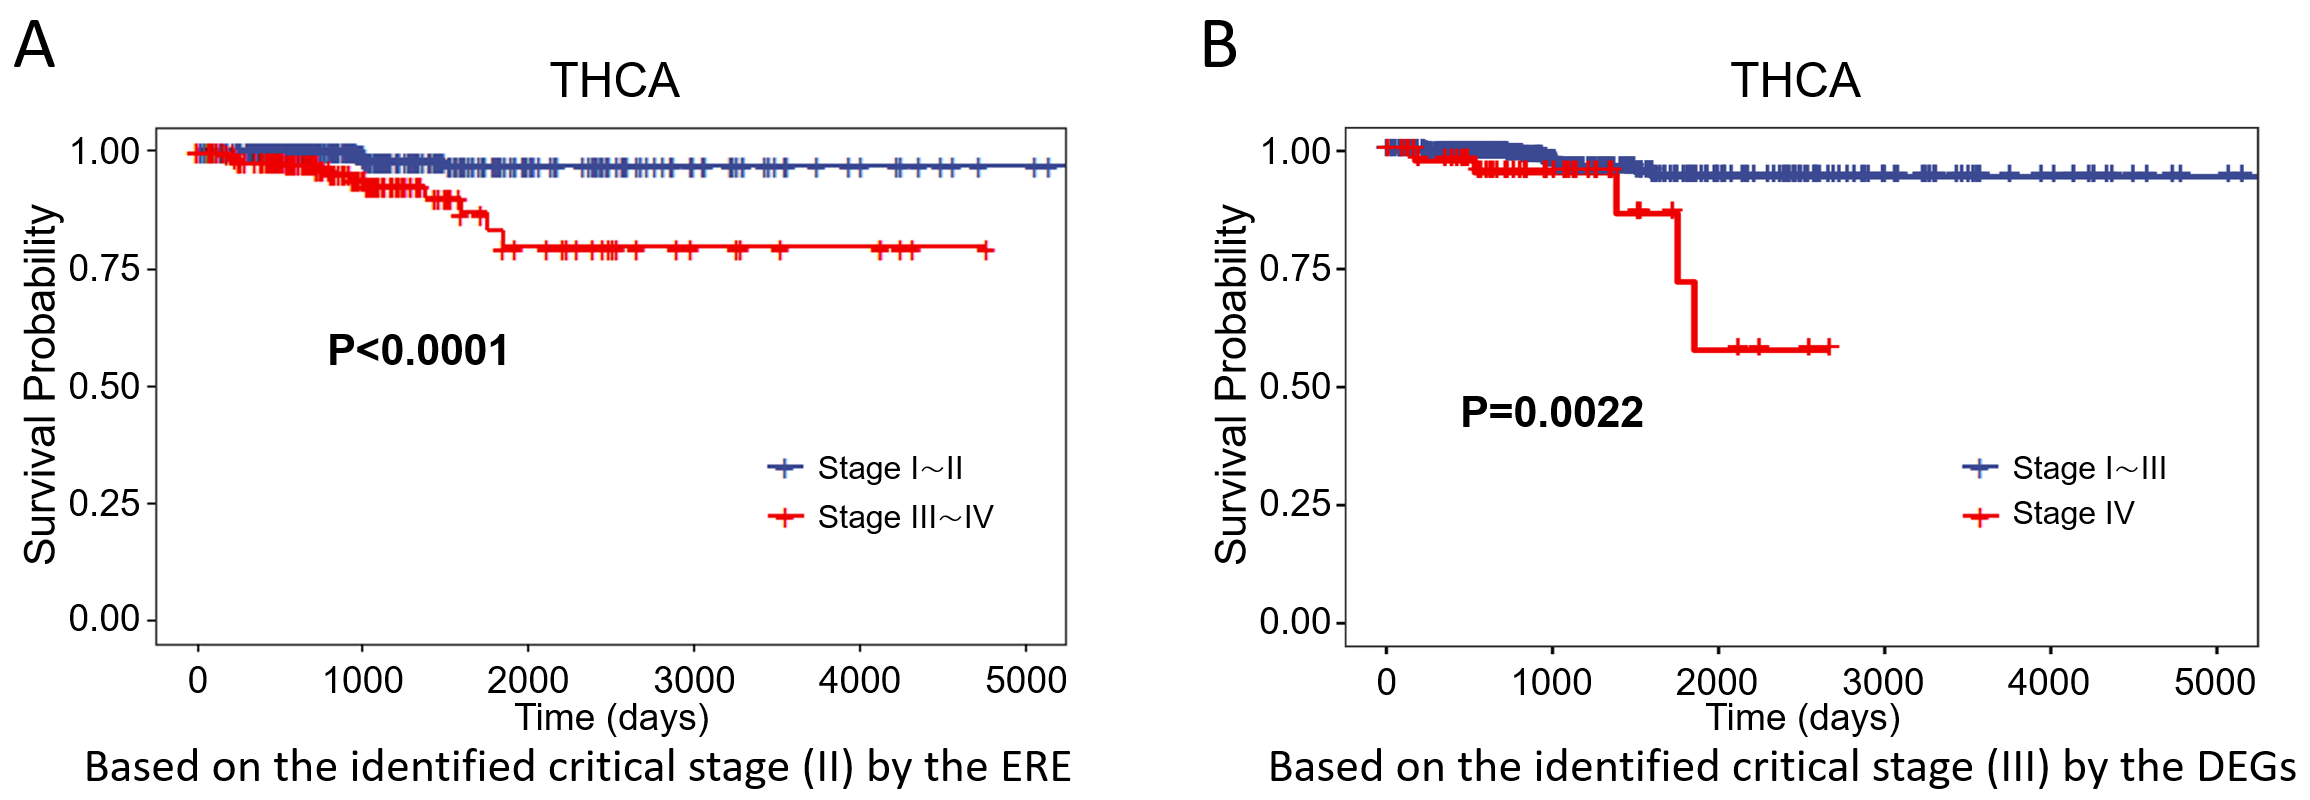 A
THCA
Survival Probability
1.00
0.75
0.50
0.25
0.00
P<0.0001
Stage I~II
Stage III~IV
0 1000 2000 3000 4000 5000
Time (days)
Based on the identified critical stage (II) by the ERE
B
THCA
Survival Probability
1.00
0.75
0.50
0.25
0.00
P=0.0022
Stage I~III
Stage IV
0 1000 2000 3000 4000 5000
Time (days)
Based on the identified critical stage (III) by the DEGs